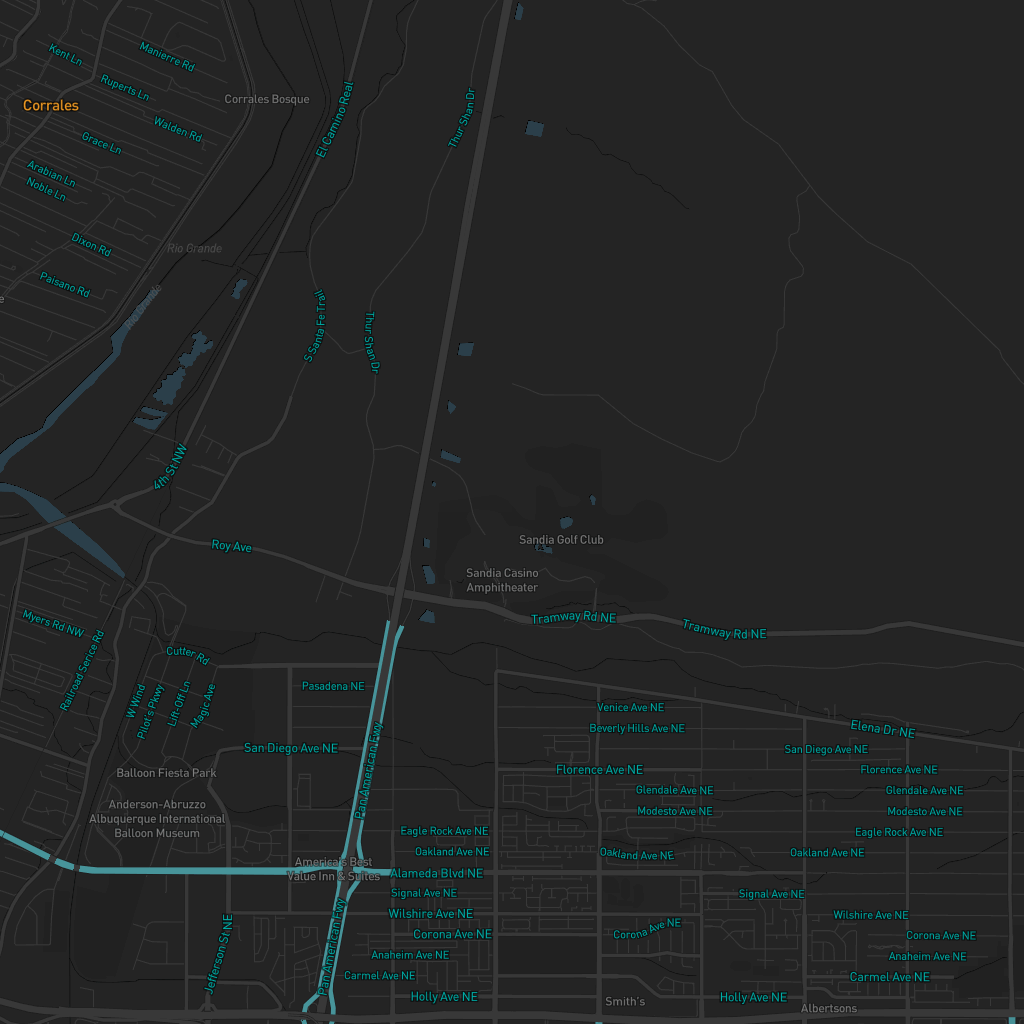 Kent Ln
Manierre Rd
Ruperts Ln
Corrales
Corrales Bosque
Walden Rd
El Camino Real
Thur Shan Dr
Grace Ln
Arabian Ln
Noble Ln
Dixon Rd
Rio Grande
Paisano Rd
Rio Grande
e
S Santa Fe Trail
Thur Shan Dr
4th St NW
Roy Ave
Sandia Golf Club
Sandia Casino
Amphitheater
Tramway Rd NE
Tramway Rd NE
Myers Rd NW
Railroad Serice Rd
Cutter Rd
W Wind
Pilot's Pkwy
Lift-Off Ln
Magic Ave
Pasadena NE
Venice Ave NE
Beverly Hills Ave NE
Elena Dr NE
San Diego Ave NE
San Diego Ave NE
Balloon Fiesta Park
Pan American Fwy
Florence Ave NE
Florence Ave NE
Glendale Ave NE
Glendale Ave NE
Anderson-Abruzzo
Albuquerque International
Balloon Museum
Modesto Ave NE
Modesto Ave NE
Eagle Rock Ave NE
Eagle Rock Ave NE
Oakland Ave NE
Oakland Ave NE
Oakland Ave NE
America's Best
Value Inn & Suites
Alameda Blvd NE
Signal Ave NE
Signal Ave NE
Wilshire Ave NE
Wilshire Ave NE
Jefferson St NE
Pan American Fwy
Corona Ave NE
Corona Ave NE
Corona Ave NE
Anaheim Ave NE
Anaheim Ave NE
Carmel Ave NE
Carmel Ave NE
Holly Ave NE
Smith's
Holly Ave NE
Albertsons